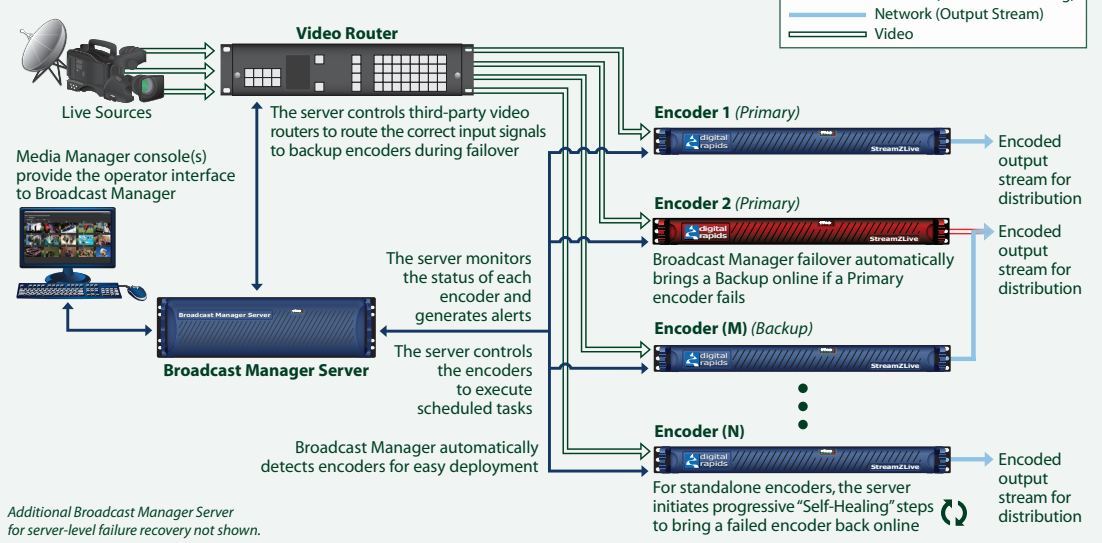 Network (Output Stream)
Video
Video Router
Live Sources
The server controls third-party video
routers to route the correct input signals
to backup encoders during failover
Media Manager console(s)
provide the operator interface
to Broadcast Manager
Broadcast Manager Server
Broadcast Manager Server
The server monitors
the status of each
encoder and
generates alerts
The server controls
the encoders
to execute
scheduled tasks
Broadcast Manager automatically
detects encoders for easy deployment
Encoder 1 (Primary)
digital
rapids
StreamZLive
Encoded
output
stream for
distribution
Encoder 2 (Primary)
digital
rapids
StreamZLive
Encoded
output
stream for
distribution
Broadcast Manager failover automatically
brings a Backup online if a Primary
encoder fails
Encoder (M) (Backup)
digital
rapids
StreamZLive
Encoder (N)
digital
rapids
StreamZLive
Encoded
output
stream for
distribution
For standalone encoders, the server
initiates progressive “Self-Healing” steps
to bring a failed encoder back online
Additional Broadcast Manager Server
for server-level failure recovery not shown.